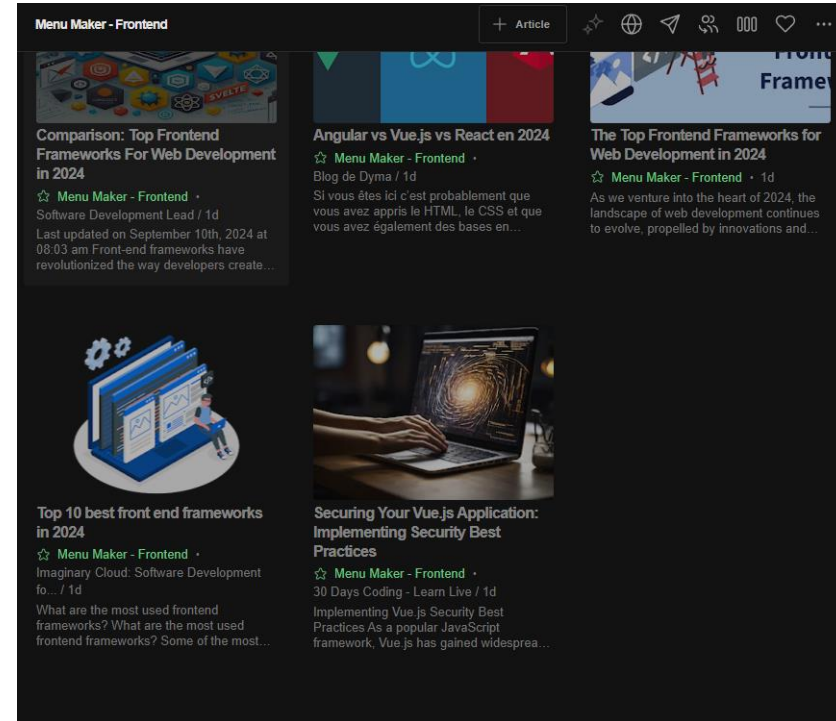 Menu Maker - Frontend
Article
SVELTE
Frame
Comparison: Top Frontend
Frameworks For Web Development
in 2024
Menu Maker - Frontend •
Software Development Lead / 1d
Last updated on September 10th, 2024 at
08:03 am Front-end frameworks have
revolutionized the way developers create…
Angular vs Vue.js vs React en 2024
Menu Maker - Frontend •
Blog de Dyma / 1d
Si vous êtes ici c'est probablement que
vous avez appris le HTML, le CSS et que
vous avez également des bases en…
The Top Frontend Frameworks for
Web Development in 2024
Menu Maker - Frontend • 1d
As we venture into the heart of 2024, the
landscape of web development continues
to evolve, propelled by innovations and…
Top 10 best front end frameworks
in 2024
Menu Maker - Frontend •
Imaginary Cloud: Software Development
fo... / 1d
What are the most used frontend
frameworks? What are the most used
frontend frameworks? Some of the most…
Securing Your Vue.js Application:
Implementing Security Best
Practices
Menu Maker - Frontend •
30 Days Coding - Learn Live / 1d
Implementing Vue.js Security Best
Practices As a popular JavaScript
framework, Vue.js has gained widesprea…